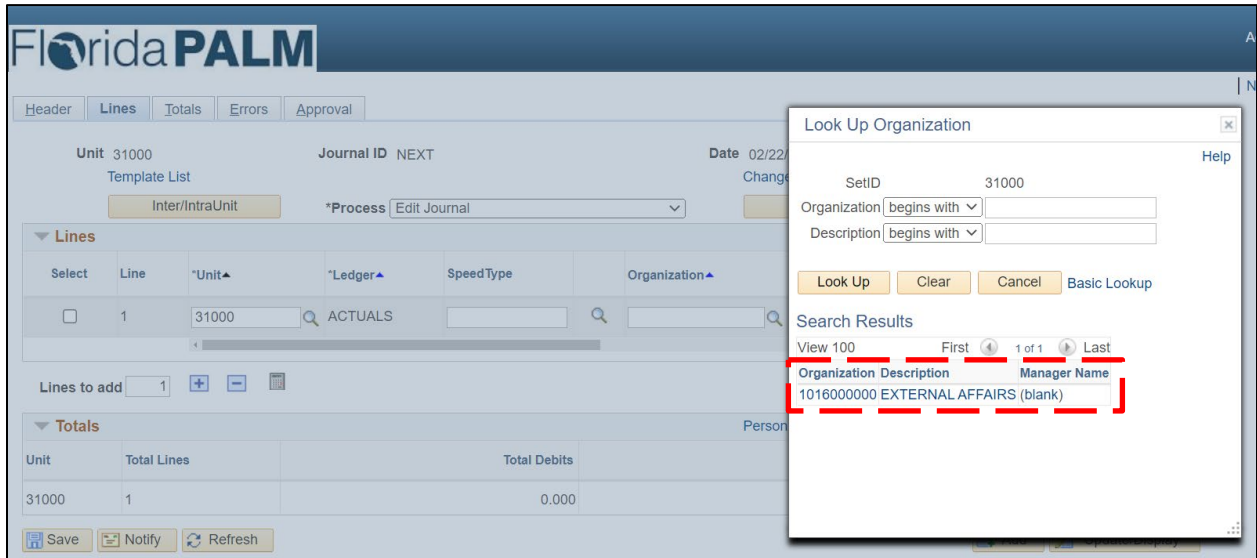 Florida PALM
A
N
Header Lines Totals Errors Approval
Unit 31000 Journal ID NEXT Date 02/22/
Template List Change
Inter/IntraUnit *Process Edit Journal
Lines
Select Line *Unit *Ledger SpeedType Organization
1 31000 ACTUALS
Lines to add 1
Totals Person
Unit Total Lines Total Debits
31000 1 0.000
Save Notify Refresh
Look Up Organization
Help
SetID 31000
Organization begins with
Description begins with
Look Up Clear Cancel Basic Lookup
Search Results
View 100 First 1 of 1 Last
Organization Description Manager Name
1016000000 EXTERNAL AFFAIRS (blank)